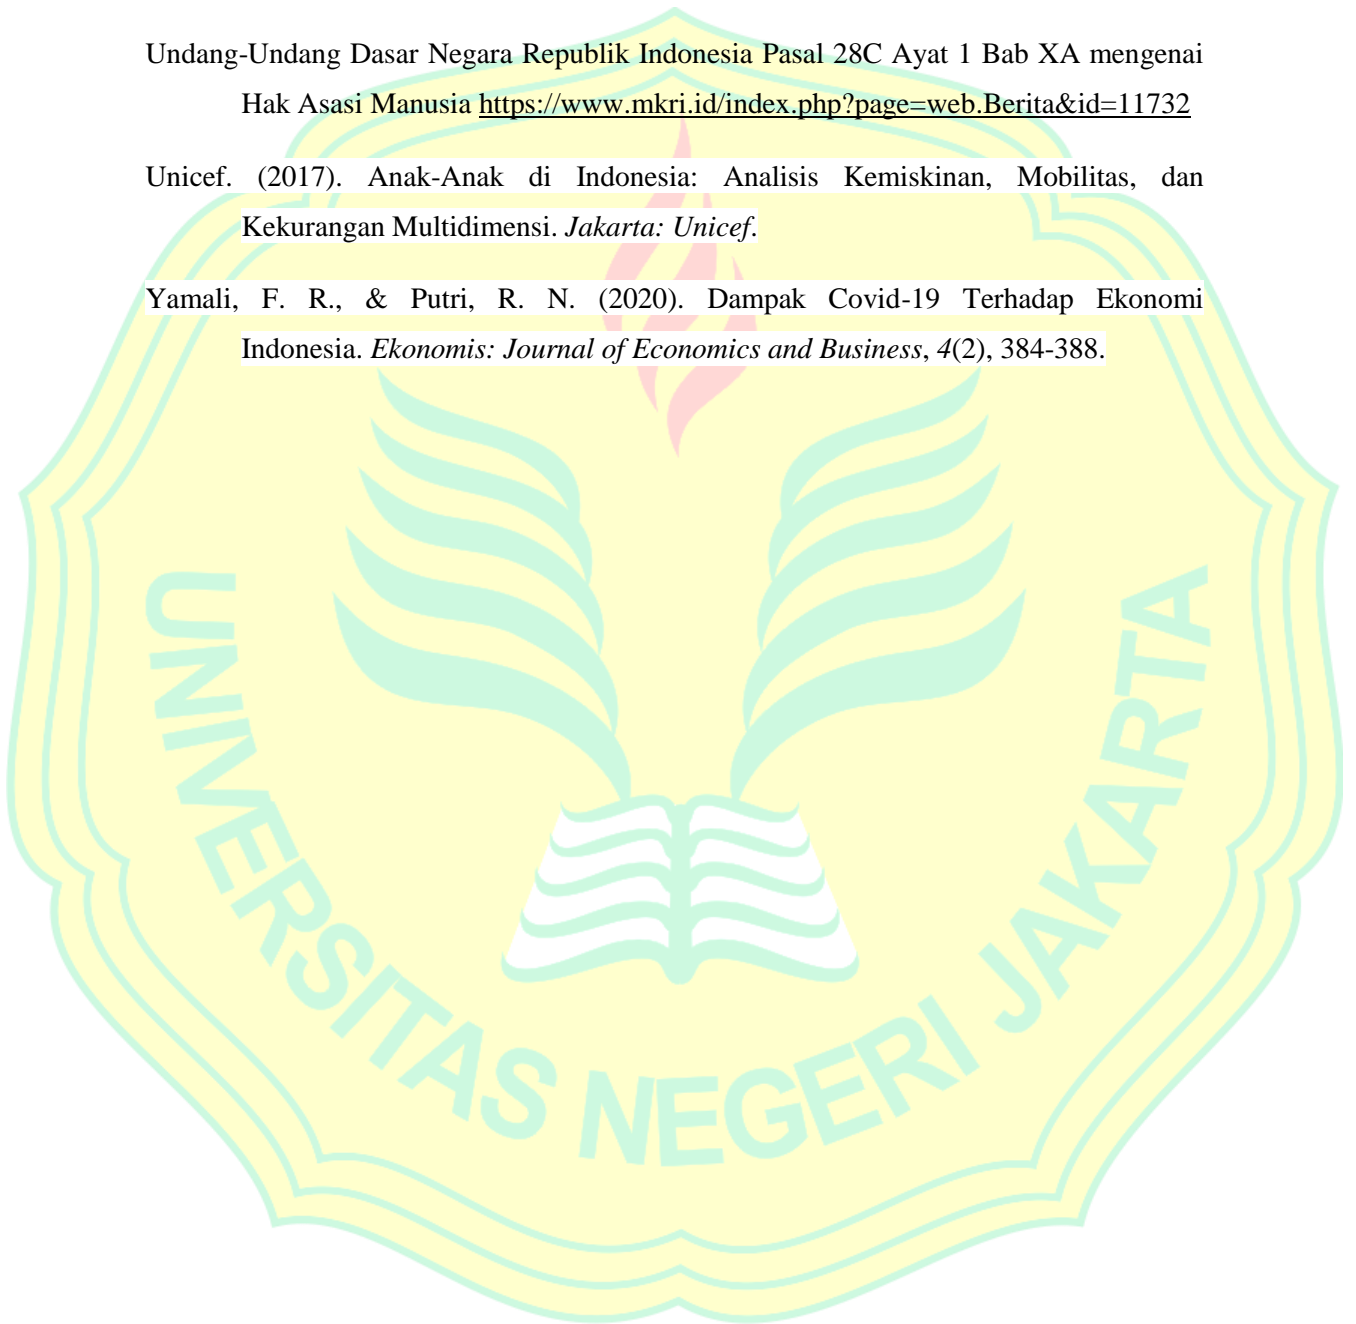 Undang-Undang Dasar Negara Republik Indonesia Pasal 28C Ayat 1 Bab XA mengenai
Hak Asasi Manusia https://www.mkri.id/index.php?page=web.Berita&id=11732
Unicef. (2017). Anak-Anak di Indonesia: Analisis Kemiskinan, Mobilitas, dan
Kekurangan Multidimensi. Jakarta: Unicef.
Yamali, F. R., & Putri, R. N. (2020). Dampak Covid-19 Terhadap Ekonomi
Indonesia. Ekonomis: Journal of Economics and Business, 4(2), 384-388.
UNIVERSITAS NEGERI JAKARTA